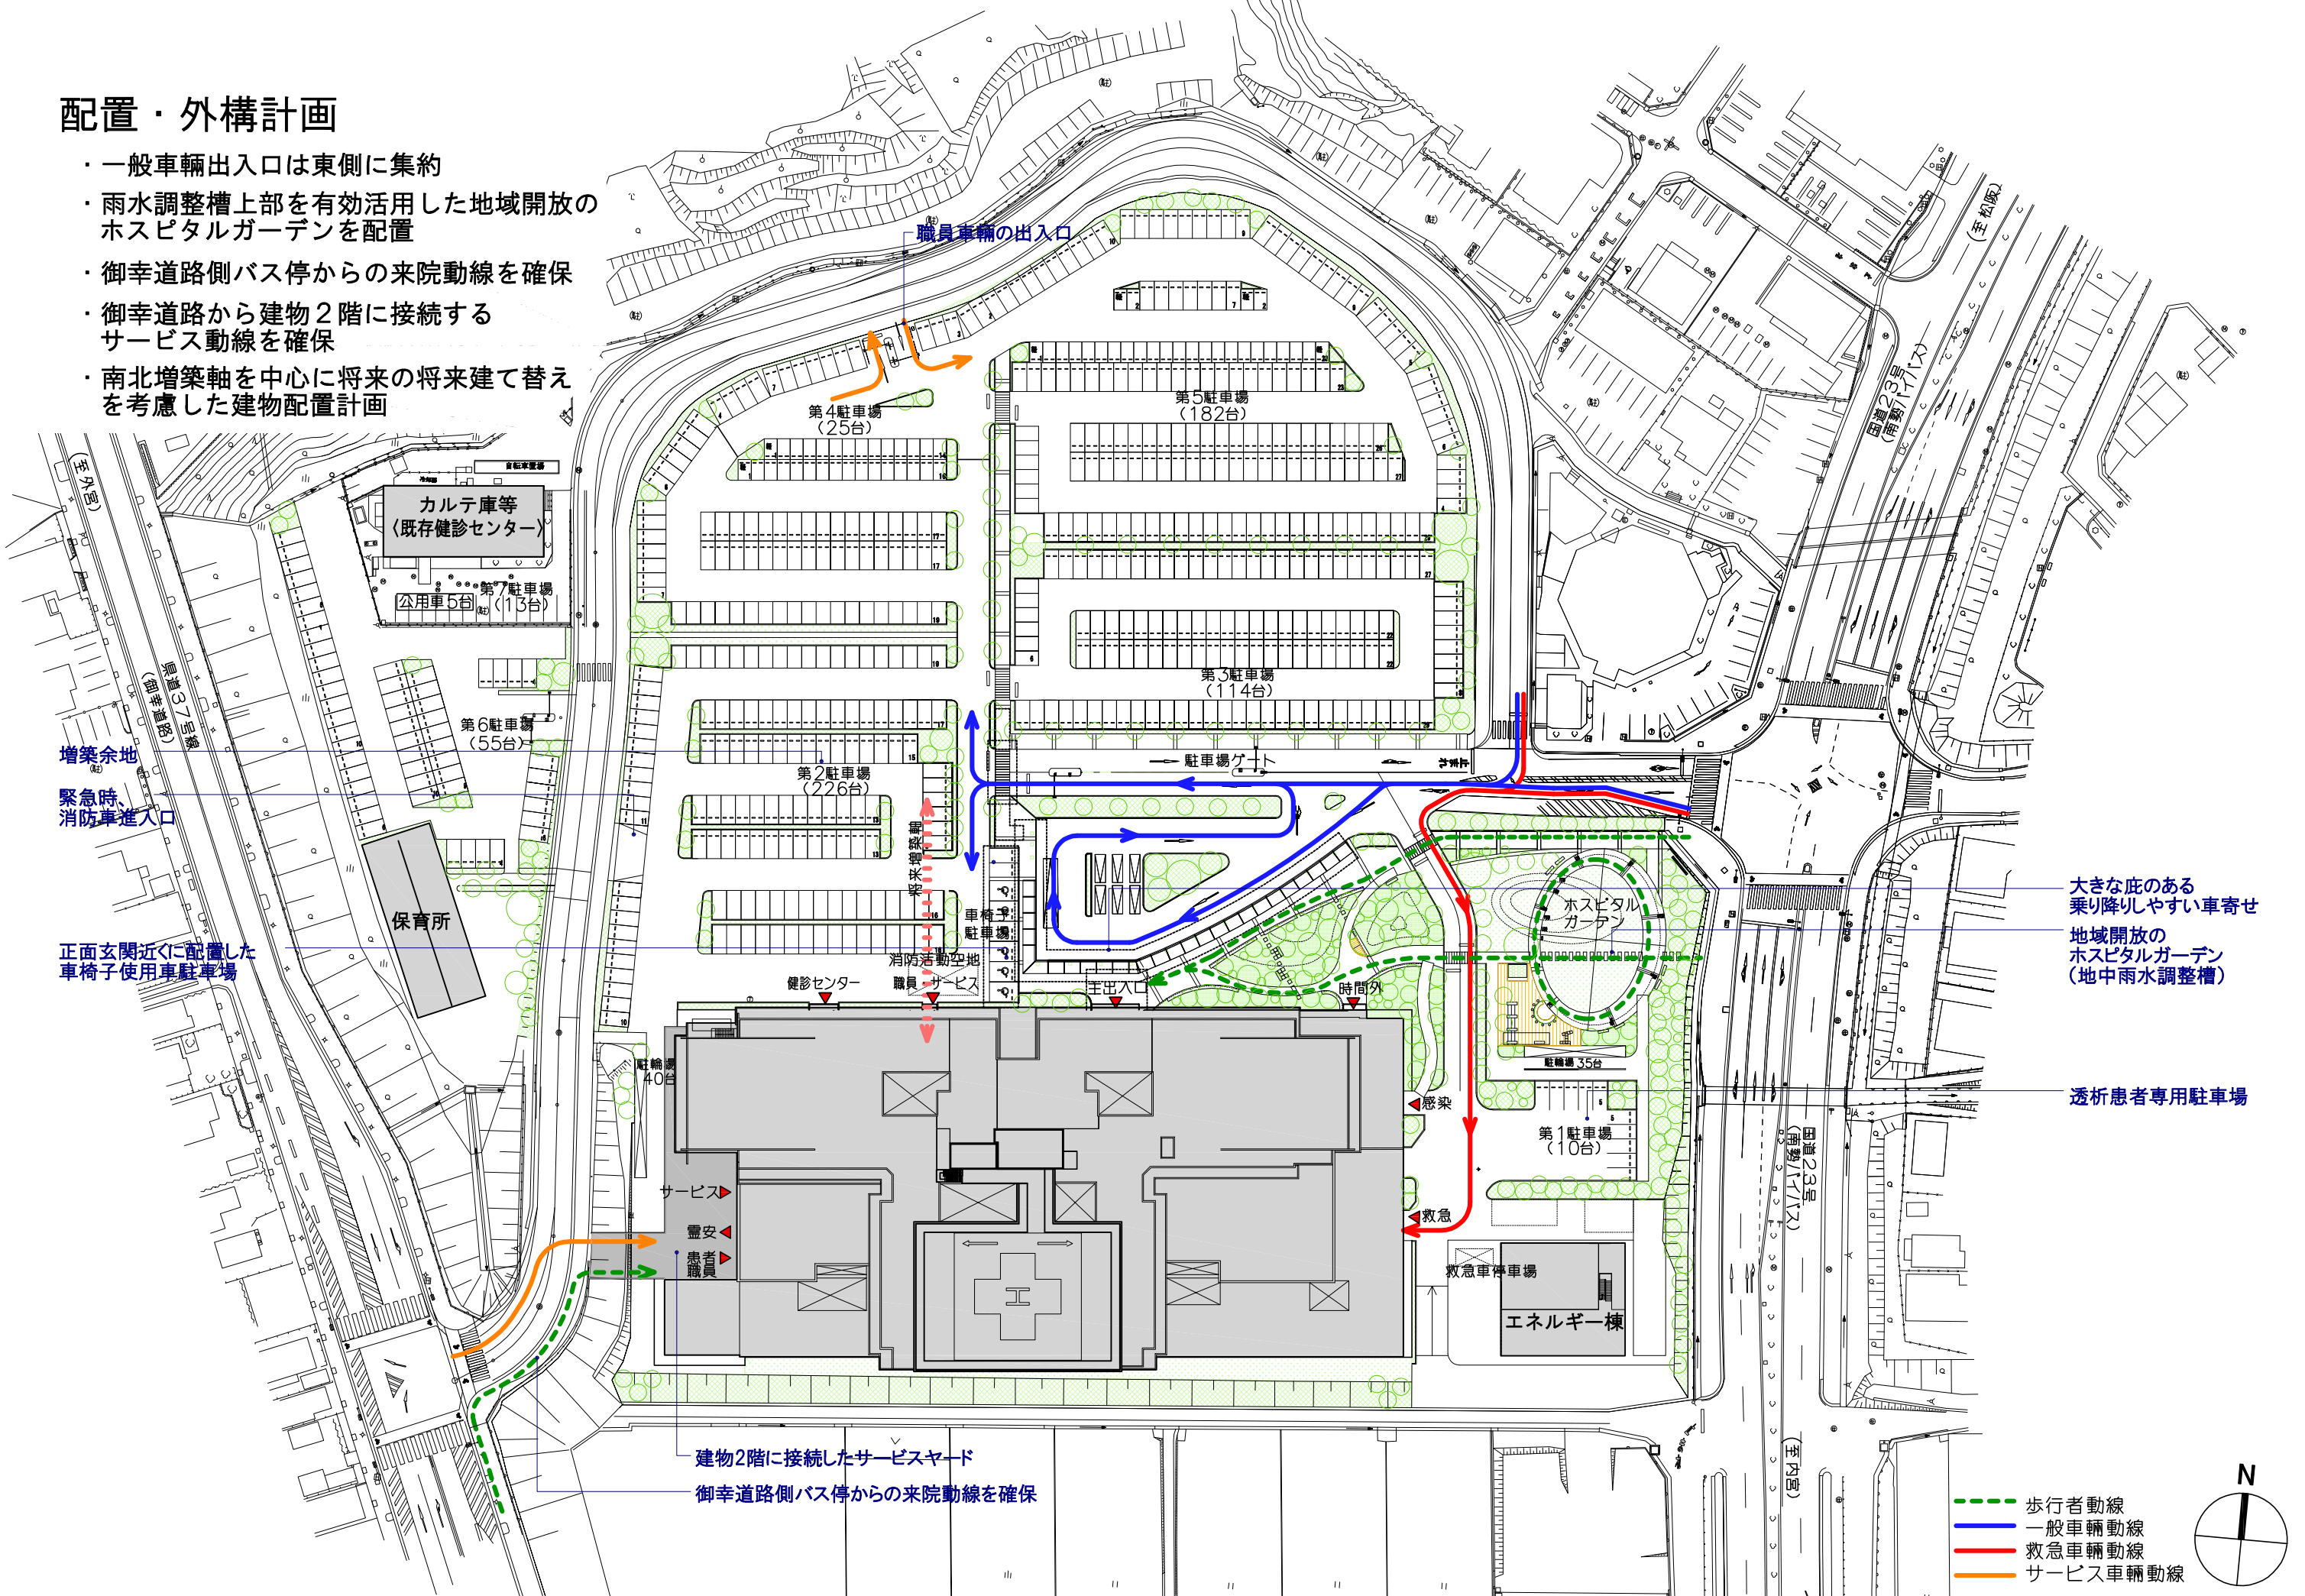 配置・外構計画
・一般車輛出入口は東側に集約
・雨水調整槽上部を有効活用した地域開放の
ホスピタルガーデンを配置
・御幸道路側バス停からの来院動線を確保
・御幸道路から建物２階に接続する
サービス動線を確保
・南北増築軸を中心に将来の将来建て替え
を考慮した建物配置計画
職員車輛の出入口
(至松阪)
国道23号
(南勢バイパス)
第4駐車場
(25台)
第5駐車場
(182台)
(至外宮)
自転車置場
カルテ庫等
〈既存健診センター〉
公用車5台
第7駐車場
(13台)
県道37号線
(御幸道路)
第6駐車場
(55台)
第3駐車場
(114台)
増築余地
緊急時、
消防車進入口
第2駐車場
(226台)
駐車場ゲート
止まれ
将来増築軸
保育所
車椅子
駐車場
ホスピタル
ガーデン
大きな庇のある
乗り降りしやすい車寄せ
地域開放の
ホスピタルガーデン
(地中雨水調整槽)
正面玄関近くに配置した
車椅子使用車駐車場
消防活動空地
健診センター
職員・サービス
主出入口
時間外
駐輪場
40台
駐輪場 35台
感染
透析患者専用駐車場
第1駐車場
(10台)
国道23号
(南勢バイパス)
サービス
霊安
患者
職員
救急
救急車停車場
エネルギー棟
H
建物2階に接続したサービスヤード
御幸道路側バス停からの来院動線を確保
(至内宮)
N
歩行者動線
一般車輛動線
救急車輛動線
サービス車輛動線